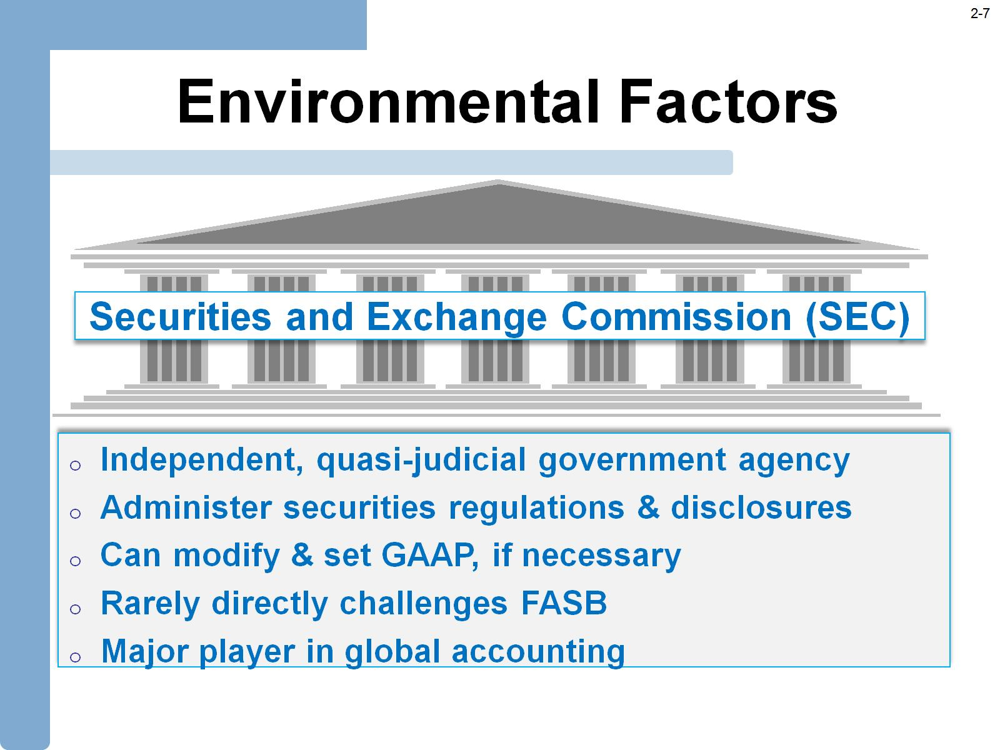 2-7
Environmental Factors
Securities and Exchange Commission (SEC)
Independent, quasi-judicial government agency
Administer securities regulations & disclosures
Can modify & set GAAP, if necessary
Rarely directly challenges FASB
Major player in global accounting